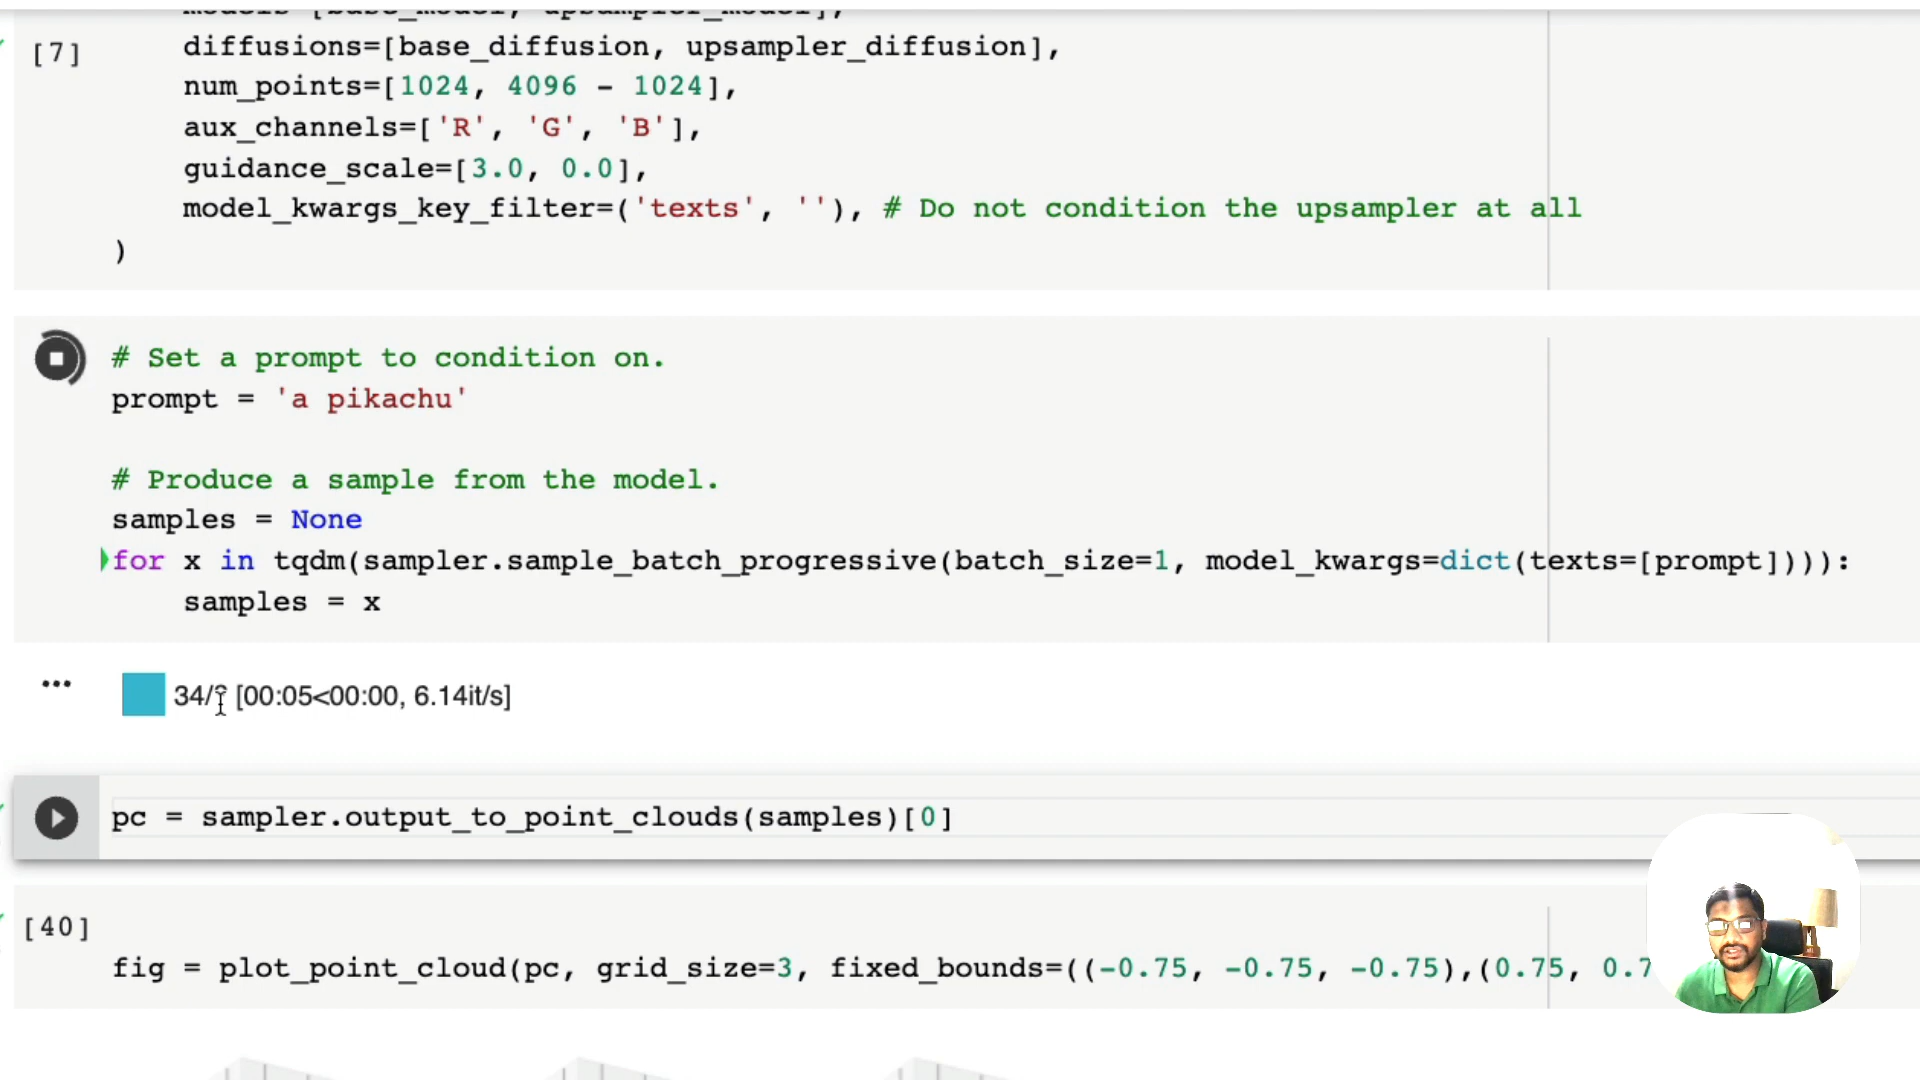 models=[base_model, upsampler_model],
[7]
diffusions=[base_diffusion, upsampler_diffusion],
num_points=[1024, 4096 - 1024],
aux_channels=['R', 'G', 'B'],
guidance_scale=[3.0, 0.0],
model_kwargs_key_filter=('texts', ''), # Do not condition the upsampler at all
)
# Set a prompt to condition on.
prompt = 'a pikachu'
# Produce a sample from the model.
samples = None
for x in tqdm(sampler.sample_batch_progressive(batch_size=1, model_kwargs=dict(texts=[prompt]))):
samples = x
34/? [00:05<00:00, 6.14it/s]
pc = sampler.output_to_point_clouds(samples)[0]
[40]
fig = plot_point_cloud(pc, grid_size=3, fixed_bounds=((-0.75, -0.75, -0.75),(0.75, 0.7